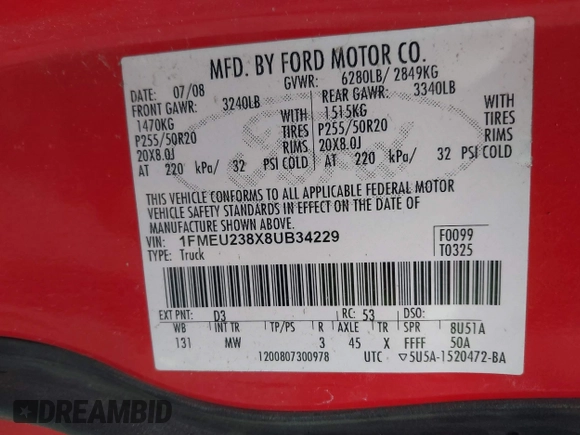 MFD. BY FORD MOTOR CO.
DATE: 07/08 GVWR: 6280LB/ 2849KG
FRONT GAWR: 3240LB REAR GAWR: 3340LB
1470KG WITH 1515KG WITH
P255/50R20 TIRES P255/50R20 TIRES
20X8.0J RIMS 20X8.0J RIMS
AT 220 kPa/ 32 PSI COLD AT 220 kPa/ 32 PSI COLD
THIS VEHICLE CONFORMS TO ALL APPLICABLE FEDERAL MOTOR
VEHICLE SAFETY STANDARDS IN EFFECT ON THE DATE OF
MANUFACTURE SHOWN ABOVE.
VIN: 1FMEU238X8UB34229 F0099
TYPE: Truck T0325
EXT PNT: D3 RC: 53 DSO:
WB INT TR TP/PS R AXLE TR SPR 8U51A
131 MW 3 45 X FFFF 50A
1200807300978 UTC ▽5U5A-1520472-BA
DREAMBID